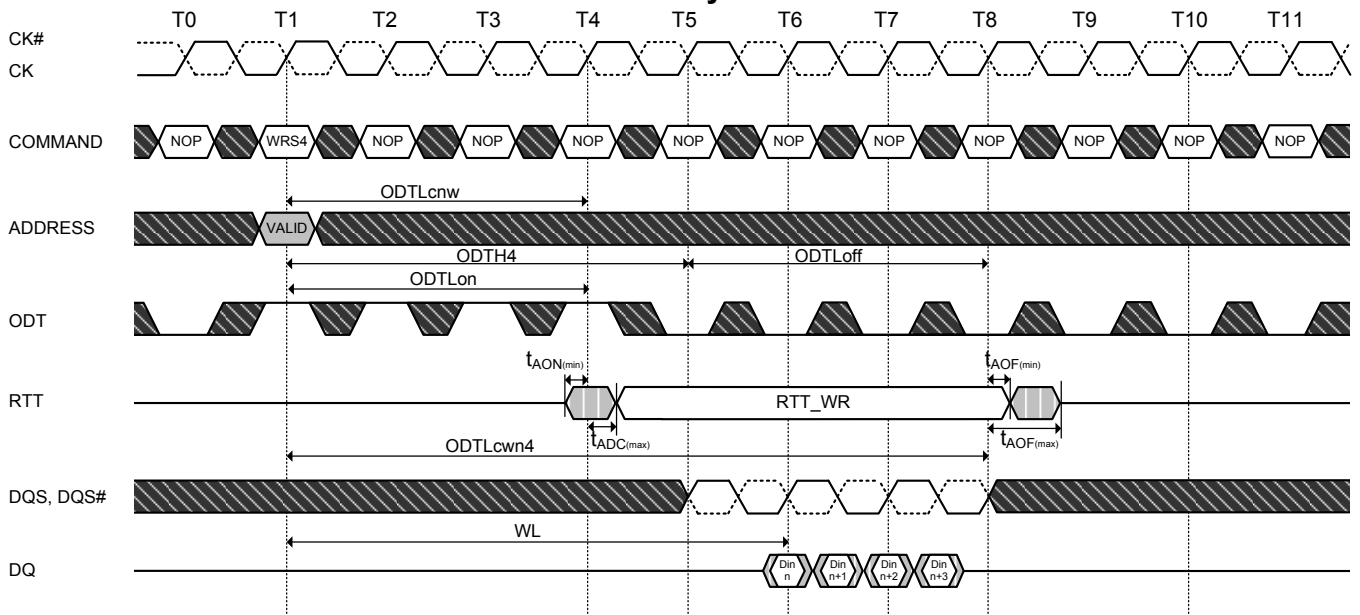 T0 T1 T2 T3 T4 T5 T6 T7 T8 T9 T10 T11
CK#
CK
COMMAND NOP WRS4 NOP NOP NOP NOP NOP NOP NOP NOP NOP NOP
ODTLcnw
ADDRESS VALID
ODTH4 ODTLoff
ODTLon
ODT
tAON(min) tAOF(min)
RTT RTT_WR
tADC(max) tAOF(max)
ODTLcwn4
DQS, DQS#
WL
DQ Din n Din n+1 Din n+2 Din n+3